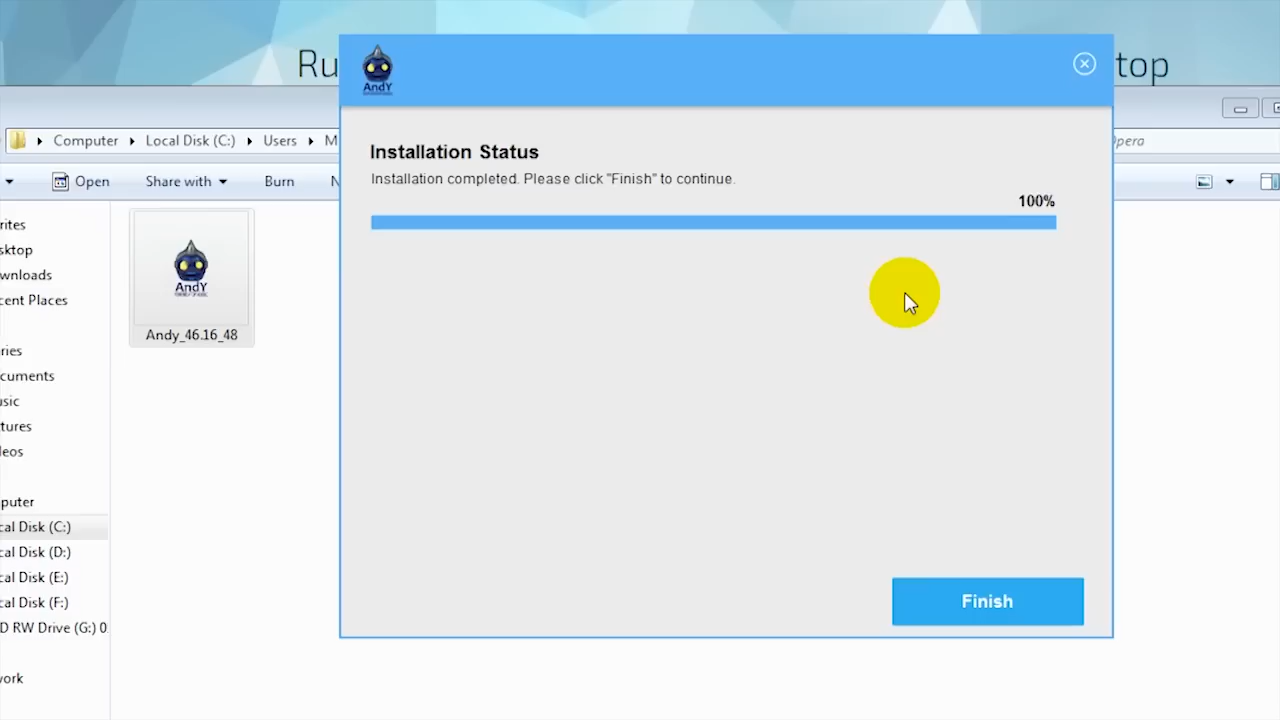 Ru
top
AndY
Computer
Local Disk (C:)
Users
M
Opera
Open
Share with
Burn
N
Installation Status
Installation completed. Please click "Finish" to continue.
100%
rites
sktop
wnloads
cent Places
ries
cuments
sic
tures
eos
puter
cal Disk (C:)
cal Disk (D:)
cal Disk (E:)
cal Disk (F:)
D RW Drive (G:) 0
work
AndY
Andy_46.16_48
Finish